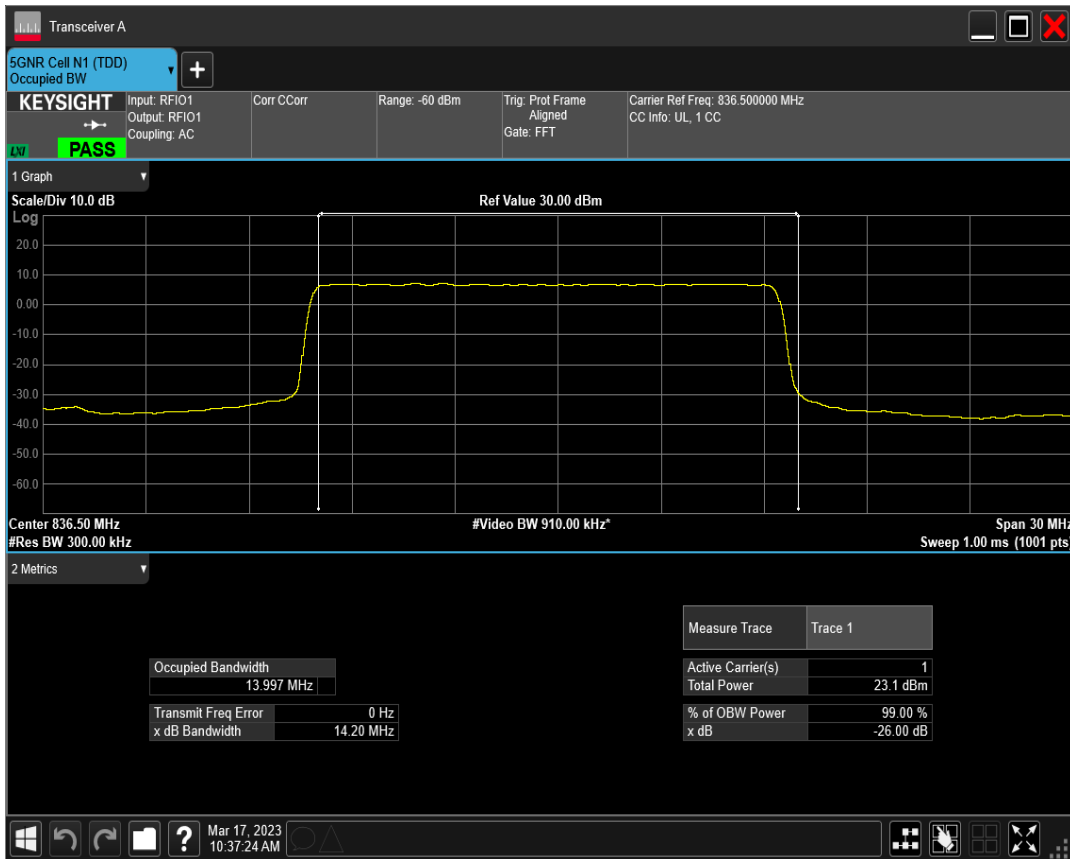 Transceiver A
5GNR Cell N1 (TDD)
Occupied BW
+
KEYSIGHT
LXI
PASS
Input: RFIO1
Output: RFIO1
Coupling: AC
Corr CCorr
Range: -60 dBm
Trig: Prot Frame
Aligned
Gate: FFT
Carrier Ref Freq: 836.500000 MHz
CC Info: UL, 1 CC
1 Graph
Scale/Div 10.0 dB
Ref Value 30.00 dBm
Log
20.0
10.0
0.00
-10.0
-20.0
-30.0
-40.0
-50.0
-60.0
Center 836.50 MHz
#Video BW 910.00 kHz*
Span 30 MHz
#Res BW 300.00 kHz
Sweep 1.00 ms (1001 pts)
2 Metrics
Measure Trace Trace 1
Occupied Bandwidth
13.997 MHz
Transmit Freq Error 0 Hz
x dB Bandwidth 14.20 MHz
Active Carrier(s) 1
Total Power 23.1 dBm
% of OBW Power 99.00 %
x dB -26.00 dB
?
Mar 17, 2023
10:37:24 AM